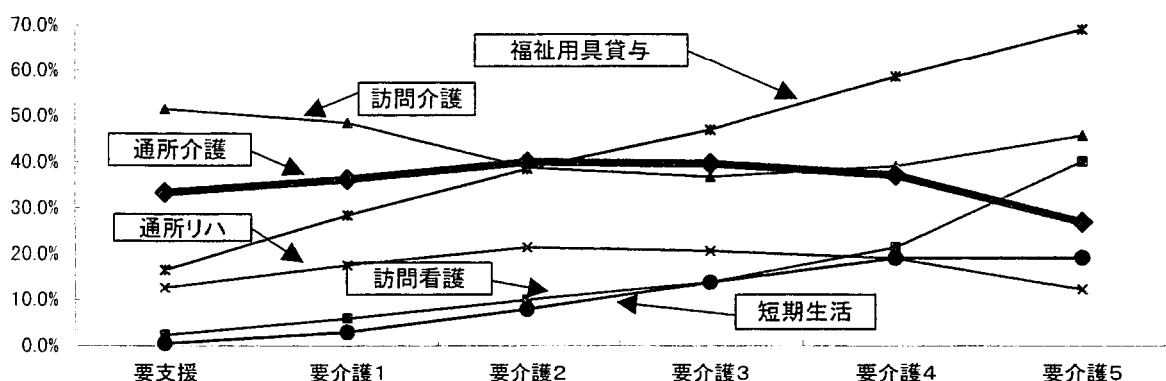 70.0%
60.0%
50.0%
40.0%
30.0%
20.0%
10.0%
0.0%
福祉用具貸与
訪問介護
通所介護
通所リハ
訪問看護
短期生活
要支援
要介護1
要介護2
要介護3
要介護4
要介護5